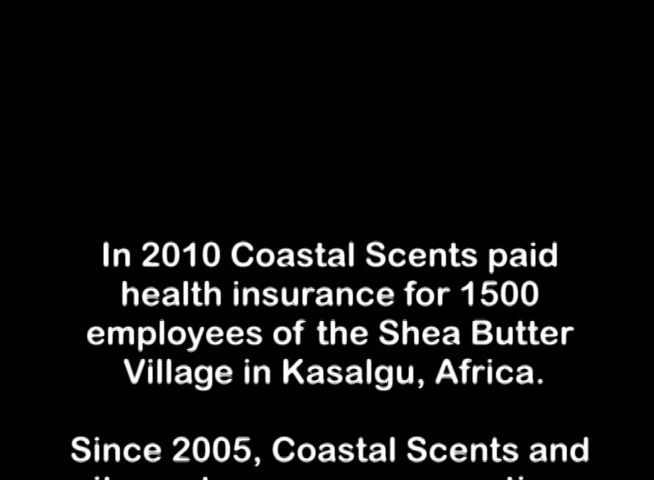 In 2010 Coastal Scents paid
health insurance for 1500
employees of the Shea Butter
Village in Kasalgu, Africa.
Since 2005, Coastal Scents and